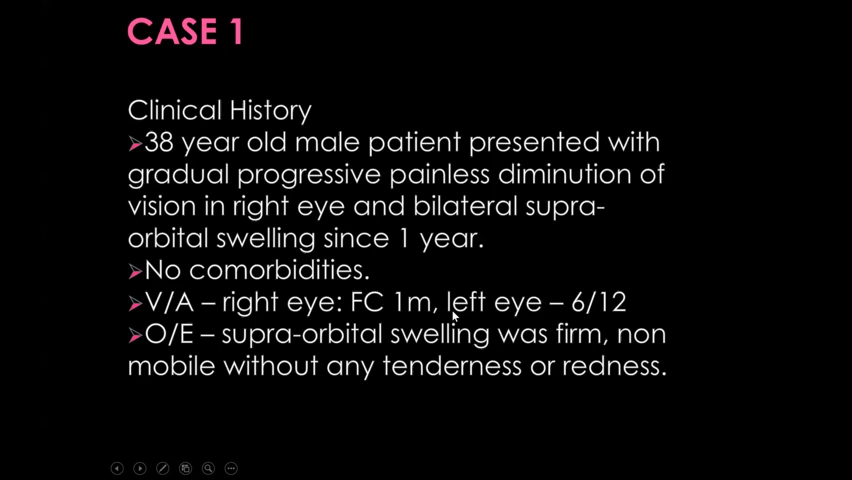 CASE 1
Clinical History
➢38 year old male patient presented with
gradual progressive painless diminution of
vision in right eye and bilateral supra-
orbital swelling since 1 year.
➢No comorbidities.
➢V/A – right eye: FC 1m, left eye – 6/12
➢O/E – supra-orbital swelling was firm, non
mobile without any tenderness or redness.